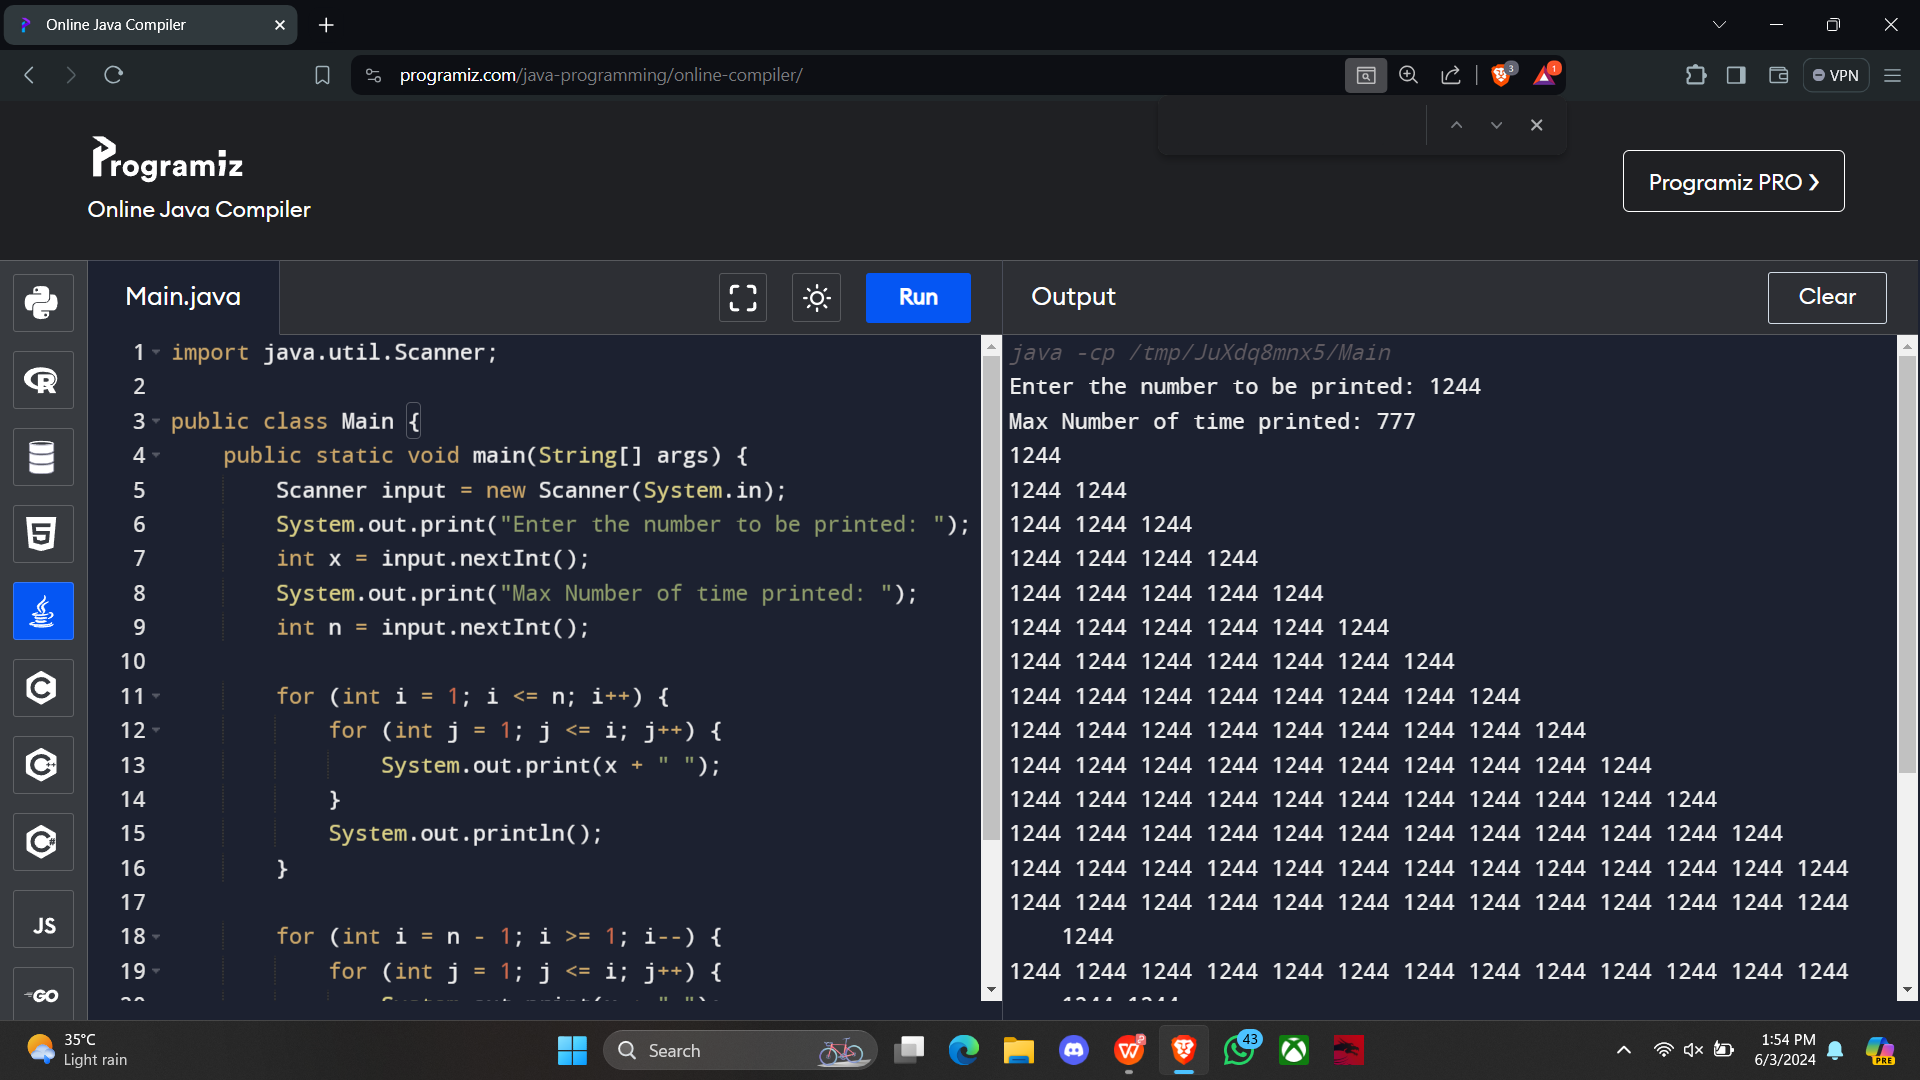 Online Java Compiler
programiz.com/java-programming/online-compiler/
3
1
VPN
Programiz
Online Java Compiler
Programiz PRO ❯
Main.java
Run
Output
Clear
1 import java.util.Scanner;
2
3 public class Main {
4 public static void main(String[] args) {
5 Scanner input = new Scanner(System.in);
6 System.out.print("Enter the number to be printed: ");
7 int x = input.nextInt();
8 System.out.print("Max Number of time printed: ");
9 int n = input.nextInt();
10
11 for (int i = 1; i <= n; i++) {
12 for (int j = 1; j <= i; j++) {
13 System.out.print(x + " ");
14 }
15 System.out.println();
16 }
17
18 for (int i = n - 1; i >= 1; i--) {
19 for (int j = 1; j <= i; j++) {
java -cp /tmp/JuXdq8mnx5/Main
Enter the number to be printed: 1244
Max Number of time printed: 777
1244
1244 1244
1244 1244 1244
1244 1244 1244 1244
1244 1244 1244 1244 1244
1244 1244 1244 1244 1244 1244
1244 1244 1244 1244 1244 1244 1244
1244 1244 1244 1244 1244 1244 1244 1244
1244 1244 1244 1244 1244 1244 1244 1244 1244
1244 1244 1244 1244 1244 1244 1244 1244 1244 1244
1244 1244 1244 1244 1244 1244 1244 1244 1244 1244 1244
1244 1244 1244 1244 1244 1244 1244 1244 1244 1244 1244 1244
1244 1244 1244 1244 1244 1244 1244 1244 1244 1244 1244 1244 1244
1244 1244 1244 1244 1244 1244 1244 1244 1244 1244 1244 1244 1244
1244
1244 1244 1244 1244 1244 1244 1244 1244 1244 1244 1244 1244 1244
1244 1244
R
5
C
C++
C#
JS
GO
35°C
Light rain
Search
W
43
1:54 PM
6/3/2024
PRE